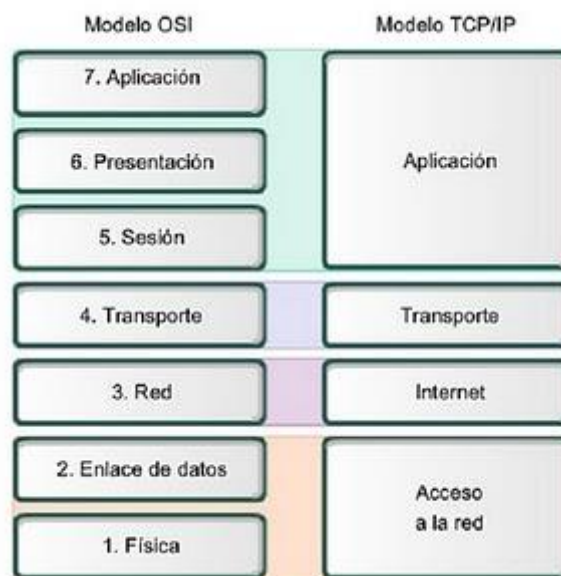 Modelo OSI
Modelo TCP/IP
7. Aplicación
6. Presentación
5. Sesión
Aplicación
4. Transporte
Transporte
3. Red
Internet
2. Enlace de datos
1. Física
Acceso
a la red